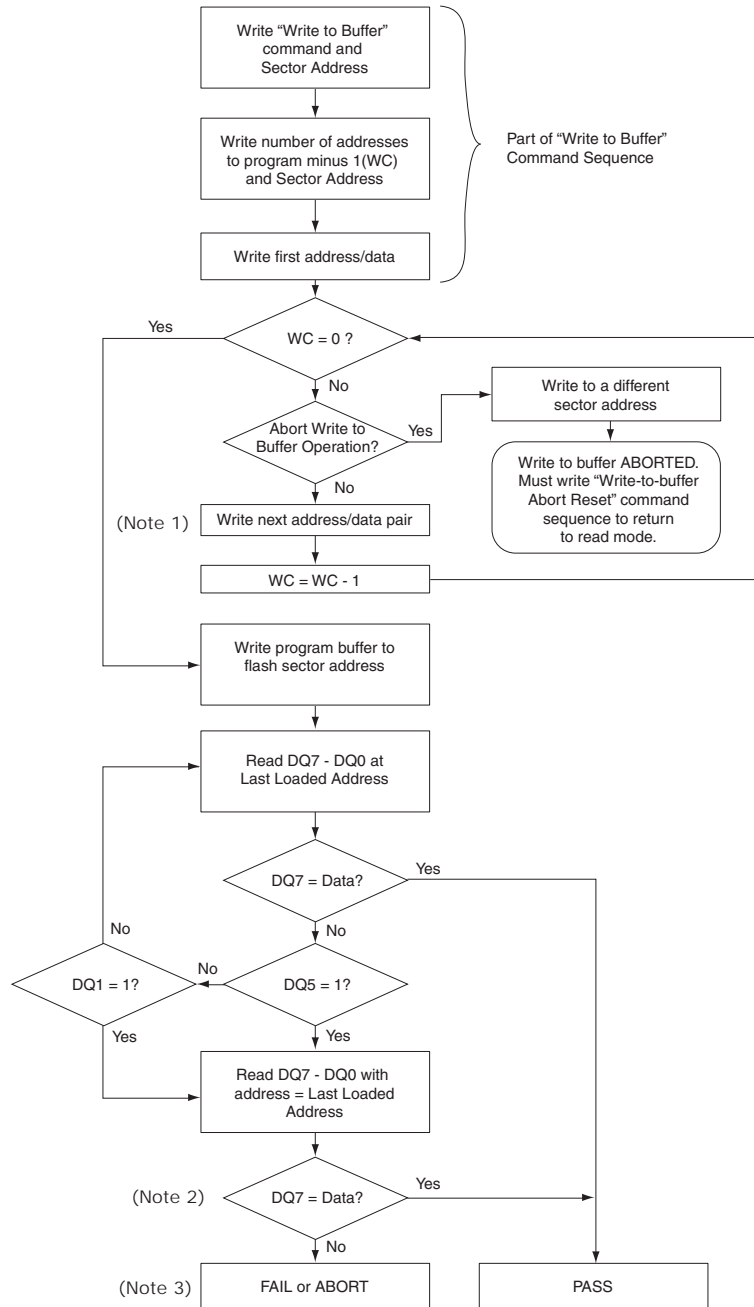 Write “Write to Buffer”
command and
Sector Address
Write number of addresses
to program minus 1(WC)
and Sector Address
Part of “Write to Buffer”
Command Sequence
Write first address/data
Yes
WC = 0 ?
No
Write to a different
sector address
Abort Write to
Buffer Operation?
Yes
No
Write to buffer ABORTED.
Must write “Write-to-buffer
Abort Reset” command
sequence to return
to read mode.
(Note 1)
Write next address/data pair
WC = WC - 1
Write program buffer to
flash sector address
Read DQ7 - DQ0 at
Last Loaded Address
Yes
DQ7 = Data?
No
No
No
DQ1 = 1?
DQ5 = 1?
Yes
Yes
Read DQ7 - DQ0 with
address = Last Loaded
Address
(Note 2)
DQ7 = Data?
Yes
No
(Note 3)
FAIL or ABORT
PASS